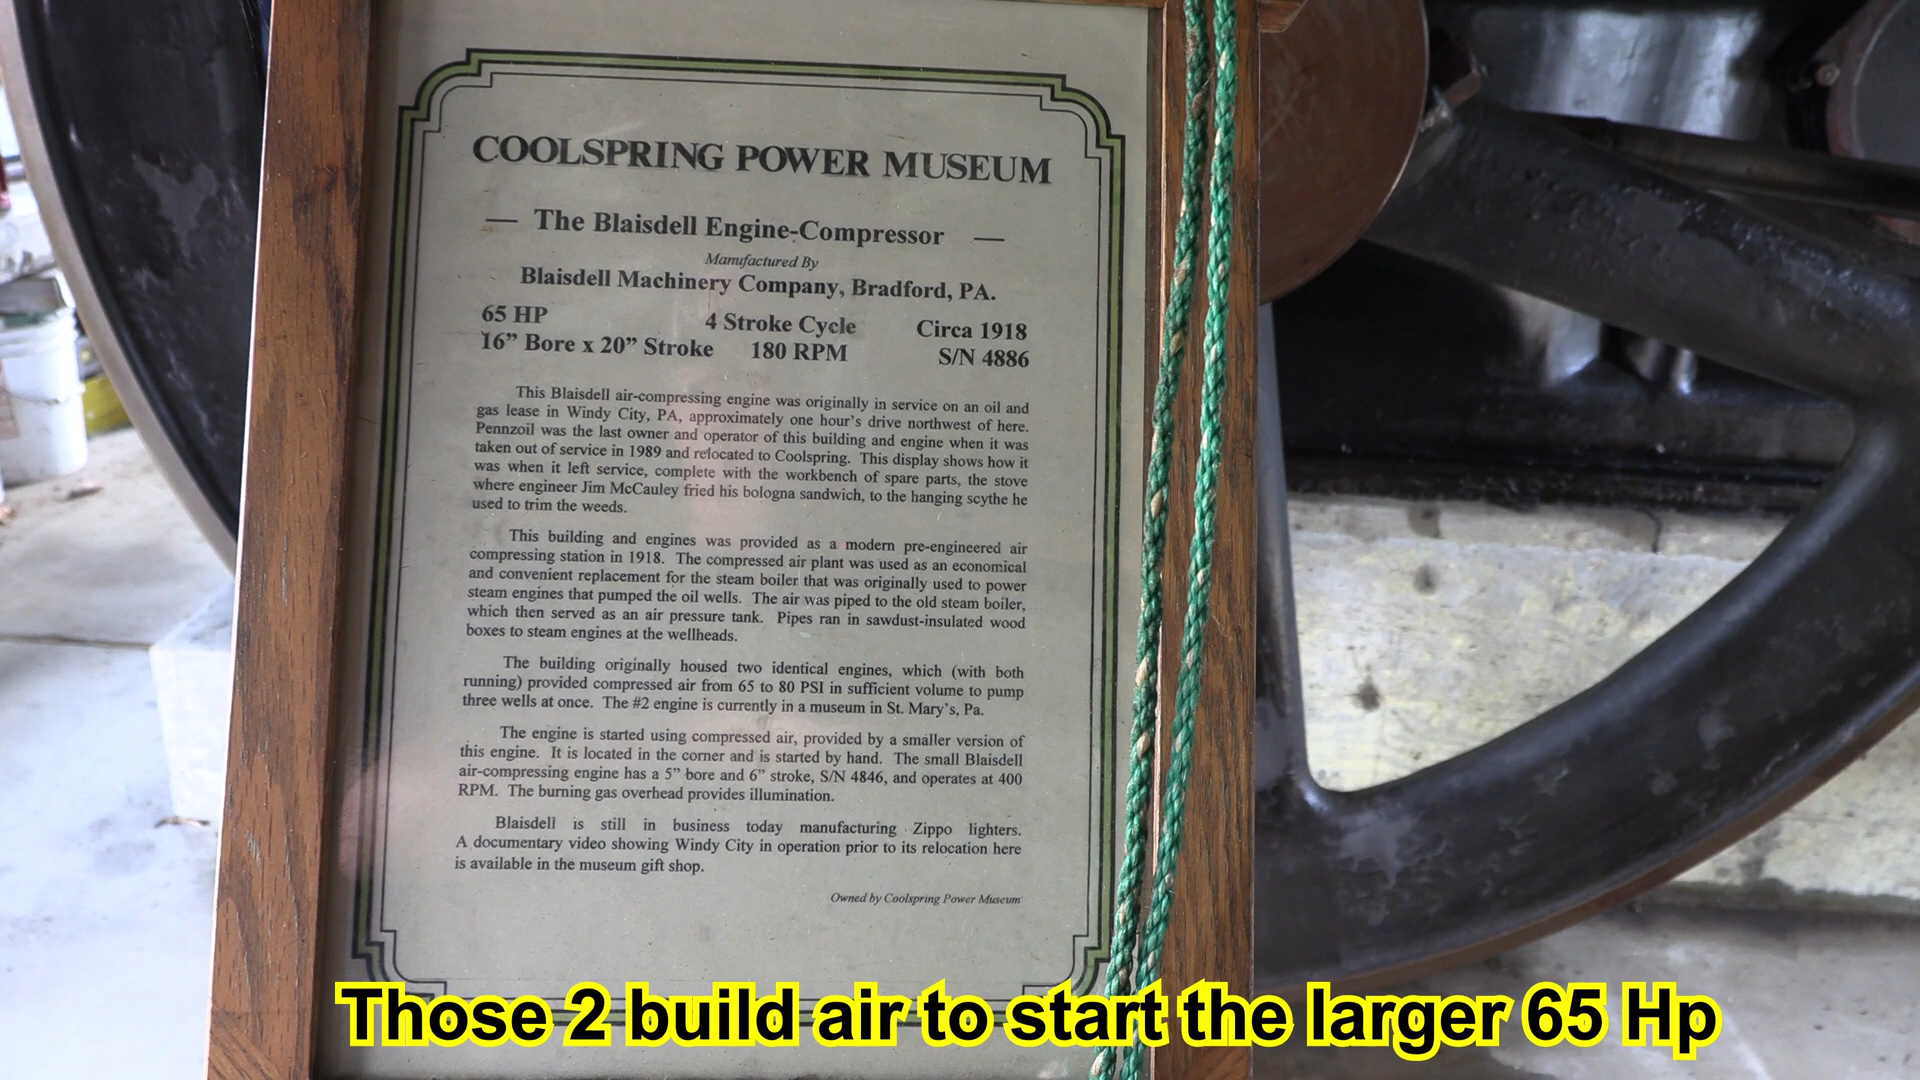 COOLSPRING POWER MUSEUM
— The Blaisdell Engine-Compressor —
Manufactured By
Blaisdell Machinery Company, Bradford, PA.
65 HP 4 Stroke Cycle Circa 1918
16” Bore x 20” Stroke 180 RPM S/N 4886
This Blaisdell air-compressing engine was originally in service on an oil and
gas lease in Windy City, PA, approximately one hour’s drive northwest of here.
Pennzoil was the last owner and operator of this building and engine when it was
taken out of service in 1989 and relocated to Coolspring. This display shows how it
was when it left service, complete with the workbench of spare parts, the stove
where engineer Jim McCauley fried his bologna sandwich, to the hanging scythe he
used to trim the weeds.
This building and engines was provided as a modern pre-engineered air
compressing station in 1918. The compressed air plant was used as an economical
and convenient replacement for the steam boiler that was originally used to power
steam engines that pumped the oil wells. The air was piped to the old steam boiler,
which then served as an air pressure tank. Pipes ran in sawdust-insulated wood
boxes to steam engines at the wellheads.
The building originally housed two identical engines, which (with both
running) provided compressed air from 65 to 80 PSI in sufficient volume to pump
three wells at once. The #2 engine is currently in a museum in St. Mary’s, Pa.
The engine is started using compressed air, provided by a smaller version of
this engine. It is located in the corner and is started by hand. The small Blaisdell
air-compressing engine has a 5” bore and 6” stroke, S/N 4846, and operates at 400
RPM. The burning gas overhead provides illumination.
Blaisdell is still in business today manufacturing Zippo lighters.
A documentary video showing Windy City in operation prior to its relocation here
is available in the museum gift shop.
Owned by Coolspring Power Museum
Those 2 build air to start the larger 65 Hp